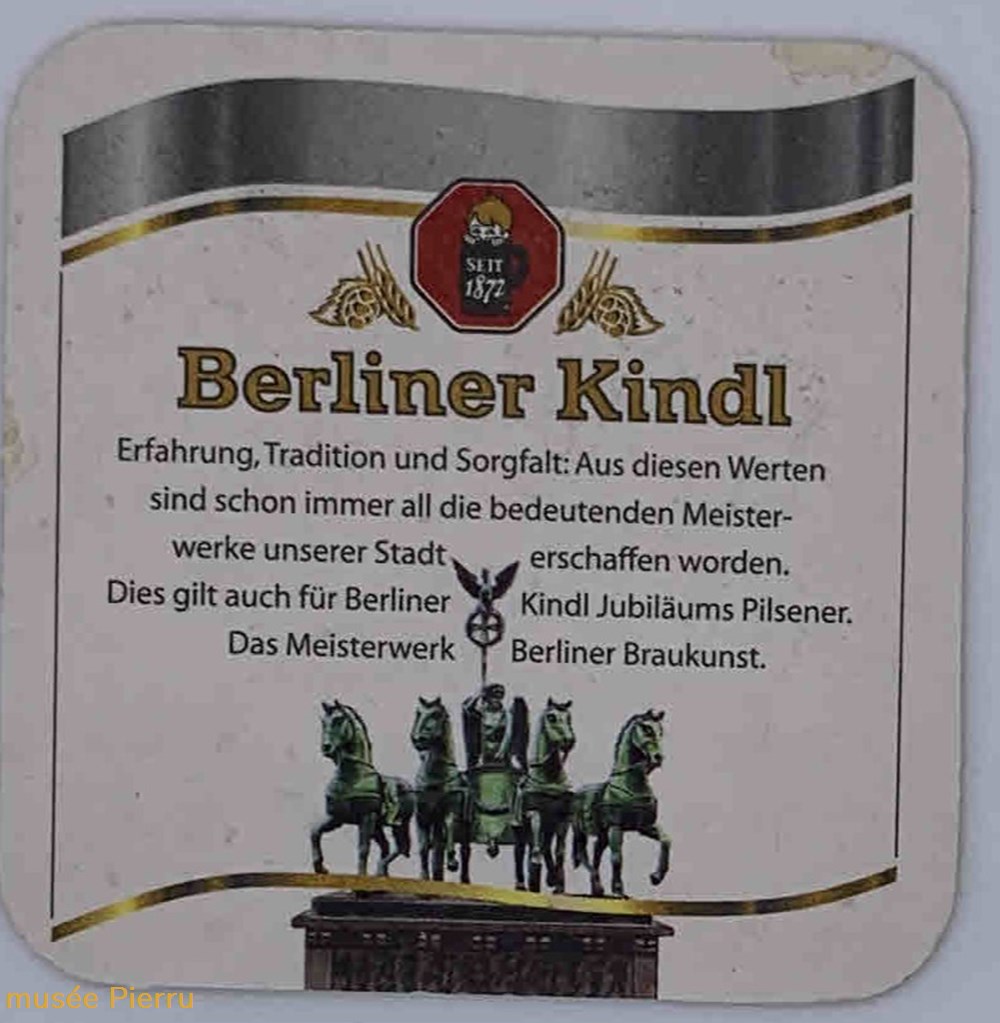 SEIT
1872
Berliner Kindl
Erfahrung, Tradition und Sorgfalt: Aus diesen Werten
sind schon immer all die bedeutenden Meister-
werke unserer Stadt erschaffen worden.
Dies gilt auch für Berliner Kindl Jubiläums Pilsener.
Das Meisterwerk Berliner Braukunst.
musée Pierru